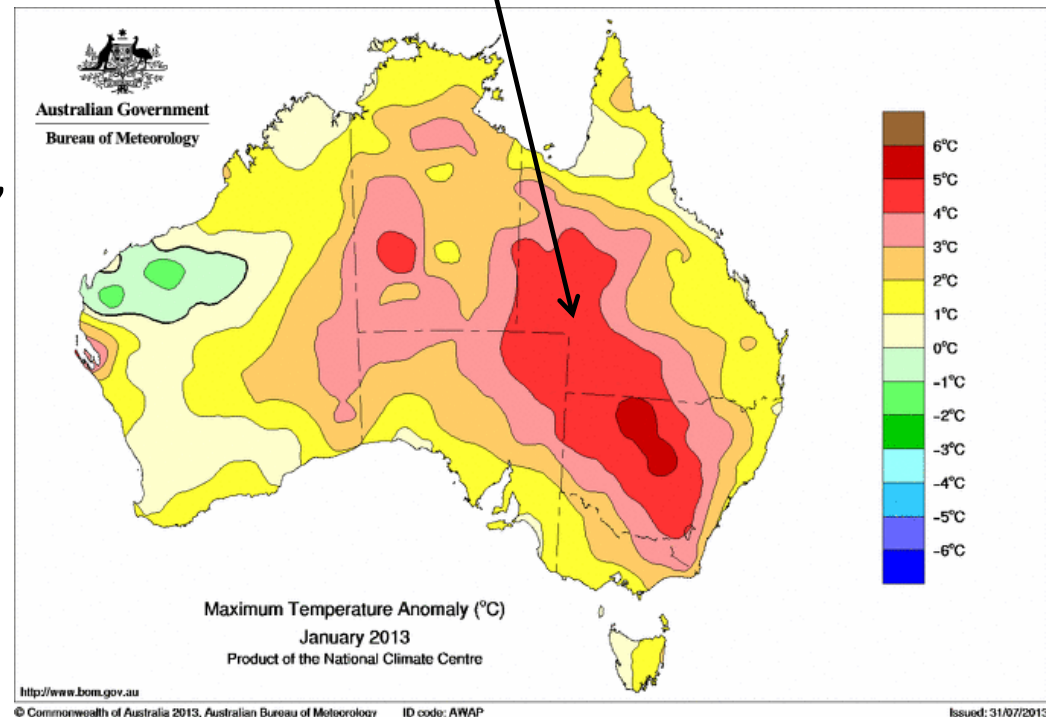 Australian Government
Bureau of Meteorology
,
6°C
5°C
4°C
3°C
2°C
1°C
0°C
-1°C
-2°C
-3°C
-4°C
-5°C
-6°C
Maximum Temperature Anomaly (°C)
January 2013
Product of the National Climate Centre
http://www.bom.gov.au
© Commonwealth of Australia 2013, Australian Bureau of Meteorology ID code: AWAP Issued: 31/07/2013